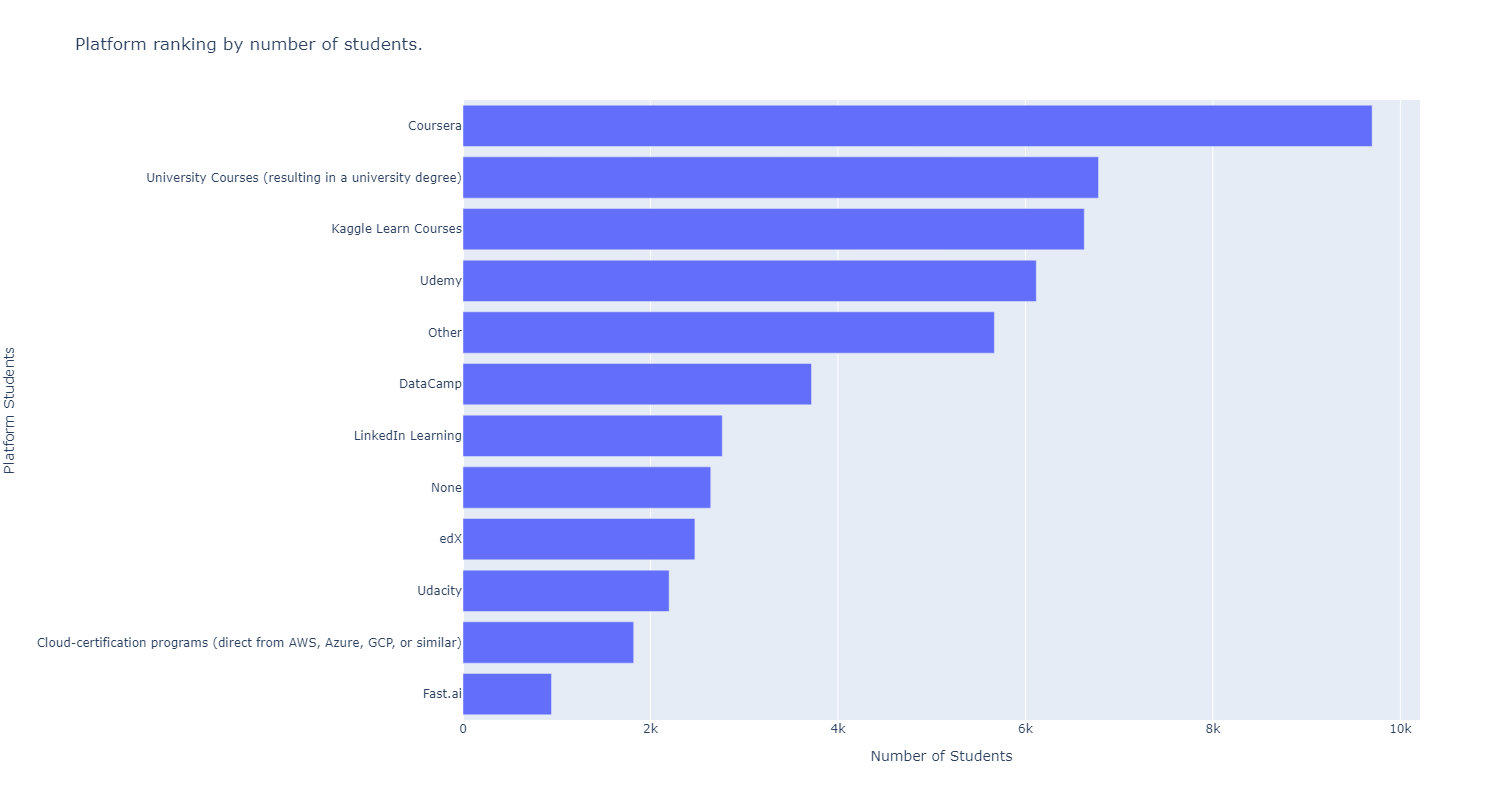 Platform ranking by number of students.
Coursera
University Courses (resulting in a university degree)
Kaggle Learn Courses
Udemy
Other
DataCamp
LinkedIn Learning
None
edX
Udacity
Cloud-certification programs (direct from AWS, Azure, GCP, or similar)
Fast.ai
Platform Students
0 2k 4k 6k 8k 10k
Number of Students